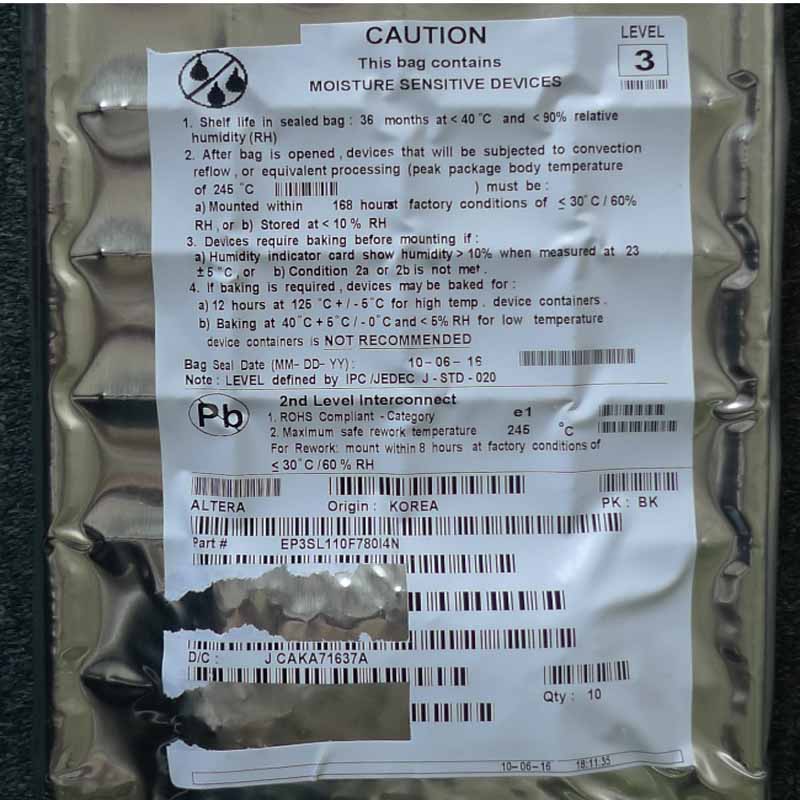 CAUTION
LEVEL
3
This bag contains
MOISTURE SENSITIVE DEVICES
1. Shelf life in sealed bag : 36 months at < 40 °C and < 90% relative
humidity (RH)
2. After bag is opened , devices that will be subjected to convection
reflow , or equivalent processing (peak package body temperature
of 245 °C ) must be :
a) Mounted within 168 hours at factory conditions of ≤ 30°C / 60%
RH , or b) Stored at < 10 % RH
3. Devices require baking before mounting if :
a) Humidity indicator card show humidity > 10% when measured at 23
± 5 °C , or b) Condition 2a or 2b is not met .
4. If baking is required , devices may be baked for :
a) 12 hours at 125 °C + / - 5°C for high temp . device containers .
b) Baking at 40°C + 5°C / - 0°C and < 5% RH for low temperature
device containers is NOT RECOMMENDED
Bag Seal Date (MM- DD- YY) : 10-06-16
Note : LEVEL defined by IPC /JEDEC J - STD - 020
Pb
2nd Level Interconnect
1. ROHS Compliant - Category e1
2. Maximum safe rework temperature 245 °C
For Rework: mount within 8 hours at factory conditions of
≤ 30°C /60 % RH
ALTERA Origin : KOREA PK : BK
Part # EP3SL110F780I4N
D/C : J CAKA71637A
Qty : 10
10-06-16 18:11:35